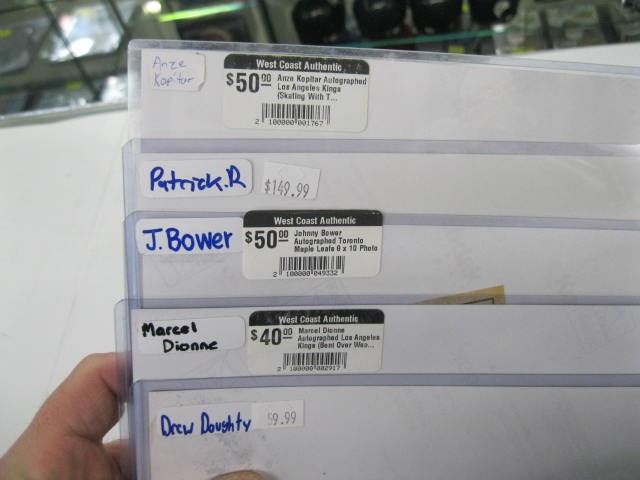 Anze
Kopitar
West Coast Authentic
$50.00 Anze Kopitar Autographed
Los Angeles Kings
(Skating With T...
2 100000 001767
Patrick.R
$149.99
J.Bower
West Coast Authentic
$50.00 Johnny Bower
Autographed Toronto
Maple Leafs 8 x 10 Photo
2 100000 049332
Marcel
Dionne
West Coast Authentic
$40.00 Marcel Dionne
Autographed Los Angeles
Kings (Bent Over Wea...
2 100000 002917
Drew Doughty
9.99